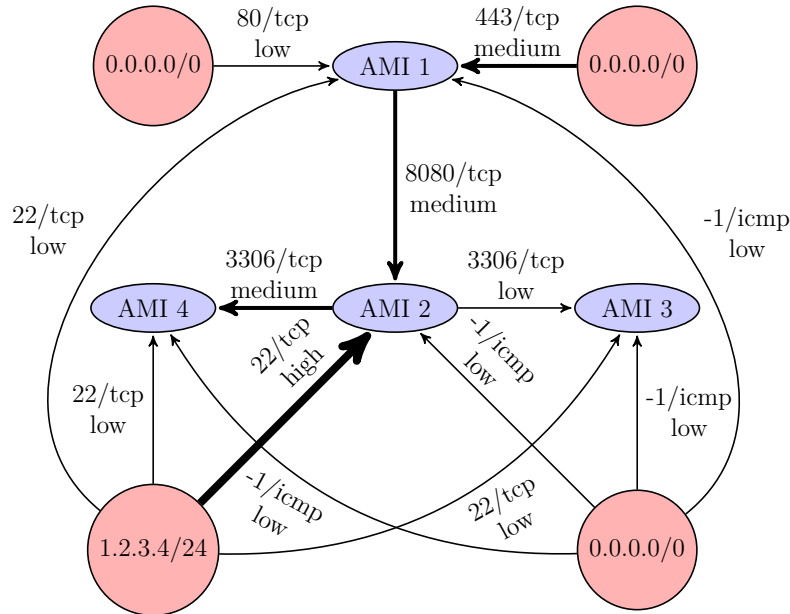 80/tcp
low
443/tcp
medium
0.0.0.0/0
AMI 1
0.0.0.0/0
8080/tcp
medium
22/tcp
low
-1/icmp
low
3306/tcp
medium
3306/tcp
low
AMI 4
AMI 2
AMI 3
22/tcp
high
-1/icmp
low
22/tcp
low
-1/icmp
low
-1/icmp
low
22/tcp
low
1.2.3.4/24
0.0.0.0/0